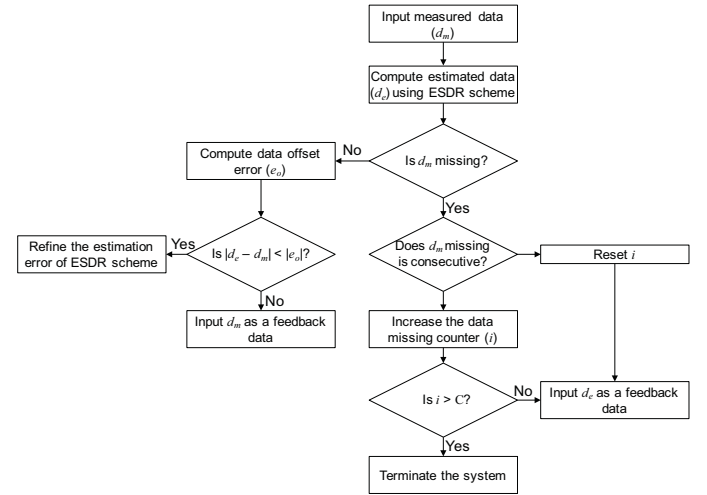 Input measured data
(dm)
Compute estimated data
(de) using ESDR scheme
Is dm missing?
No
Compute data offset
error (eo)
Yes
Is |de – dm| < |eo|?
Yes
Refine the estimation
error of ESDR scheme
No
Input dm as a feedback
data
Does dm missing
is consecutive?
Reset i
Increase the data
missing counter (i)
Is i > C?
No
Input de as a feedback
data
Yes
Terminate the system